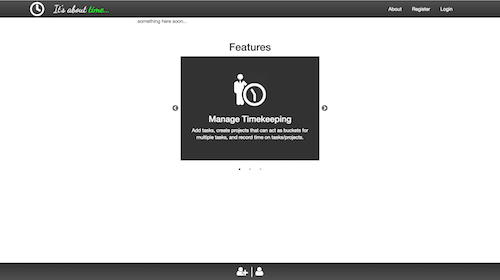 It's about time...
About Register Login
something here soon...
Features
Manage Timekeeping
Add tasks, create projects that can act as buckets for
multiple tasks, and record time on tasks/projects.